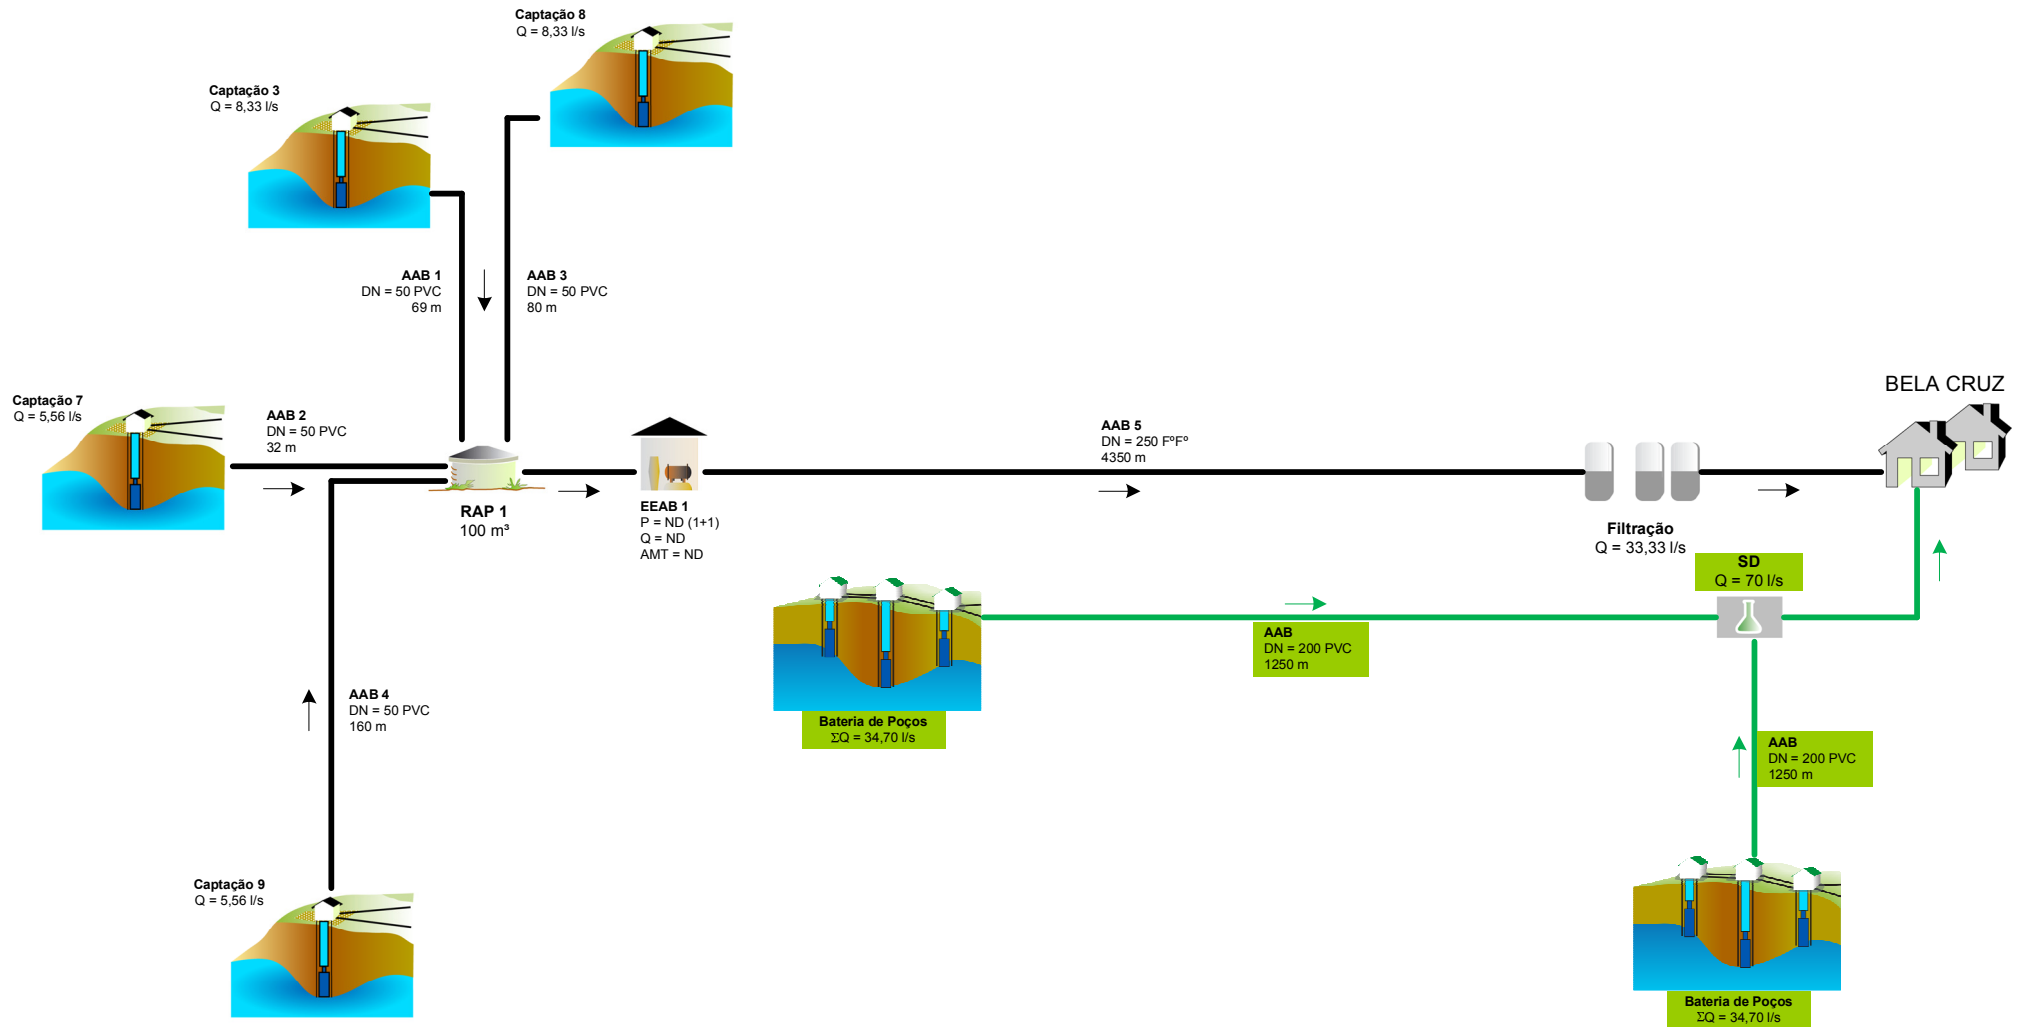 Captação 8
Q = 8,33 l/s
Captação 3
Q = 8,33 l/s
AAB 1
DN = 50 PVC
69 m
AAB 3
DN = 50 PVC
80 m
Captação 7
Q = 5,56 l/s
AAB 2
DN = 50 PVC
32 m
RAP 1
100 m³
EEAB 1
P = ND (1+1)
Q = ND
AMT = ND
AAB 5
DN = 250 FºFº
4350 m
BELA CRUZ
Filtração
Q = 33,33 l/s
SD
Q = 70 l/s
AAB
DN = 200 PVC
1250 m
Bateria de Poços
ΣQ = 34,70 l/s
AAB 4
DN = 50 PVC
160 m
AAB
DN = 200 PVC
1250 m
Captação 9
Q = 5,56 l/s
Bateria de Poços
ΣQ = 34,70 l/s